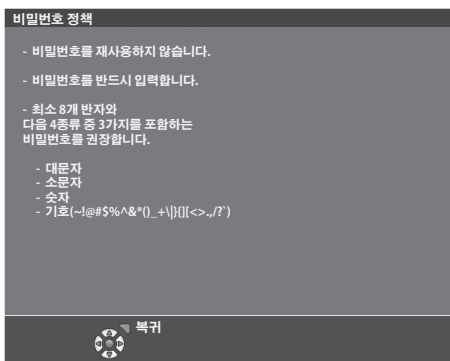 비밀번호 정책
- 비밀번호를 재사용하지 않습니다.
- 비밀번호를 반드시 입력합니다.
- 최소 8개 반자와
다음 4종류 중 3가지를 포함하는
비밀번호를 권장합니다.
- 대문자
- 소문자
- 숫자
- 기호(~!@#$%^&*()_+\|}{][<>.,/?`)
복귀